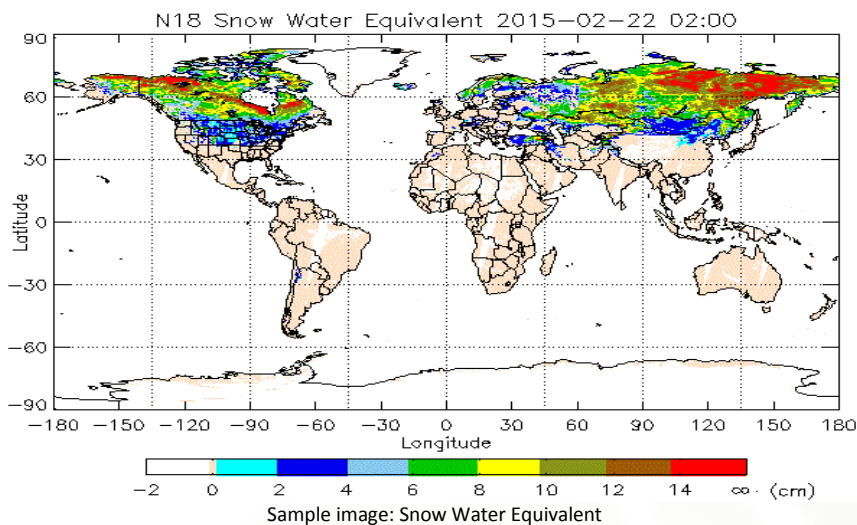 N18 Snow Water Equivalent 2015-02-22 02:00
90
60
30
0
-30
-60
-90
Latitude
-180 -150 -120 -90 -60 -30 0 30 60 90 120 150 180
Longitude
-2 0 2 4 6 8 10 12 14 ∞ (cm)
Sample image: Snow Water Equivalent